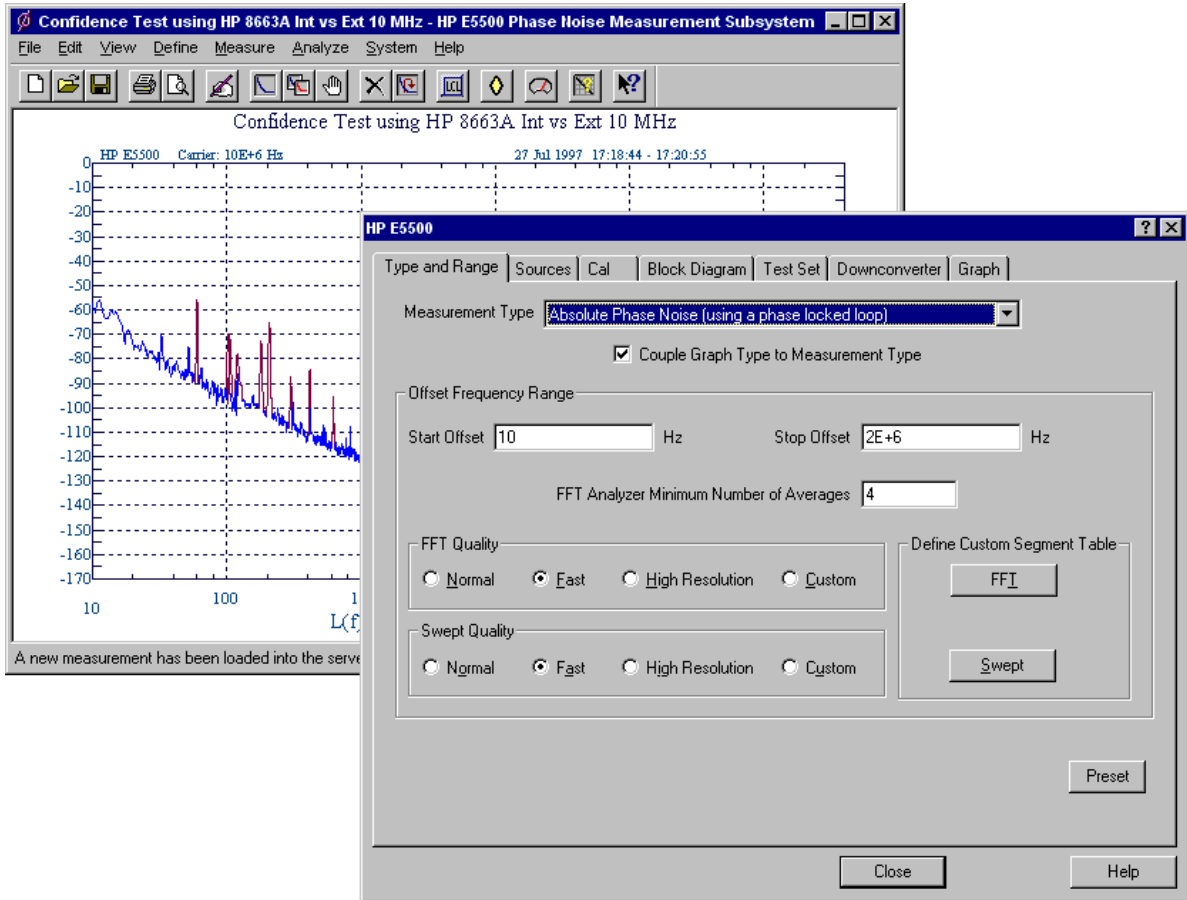 Confidence Test using HP 8663A Int vs Ext 10 MHz - HP E5500 Phase Noise Measurement Subsystem
File Edit View Define Measure Analyze System Help
Confidence Test using HP 8663A Int vs Ext 10 MHz
HP E5500 Carrier: 10E+6 Hz 27 Jul 1997 17:18:44 - 17:20:55
0
-10
-20
-30
-40
-50
-60
-70
-80
-90
-100
-110
-120
-130
-140
-150
-160
-170
10 100 1
L(f)
A new measurement has been loaded into the serve
HP E5500
Type and Range Sources Cal Block Diagram Test Set Downconverter Graph
Measurement Type Absolute Phase Noise (using a phase locked loop)
Couple Graph Type to Measurement Type
Offset Frequency Range
Start Offset 10 Hz Stop Offset 2E+6 Hz
FFT Analyzer Minimum Number of Averages 4
FFT Quality
Normal Fast High Resolution Custom
Define Custom Segment Table
FFT
Swept Quality
Normal Fast High Resolution Custom
Swept
Preset
Close Help